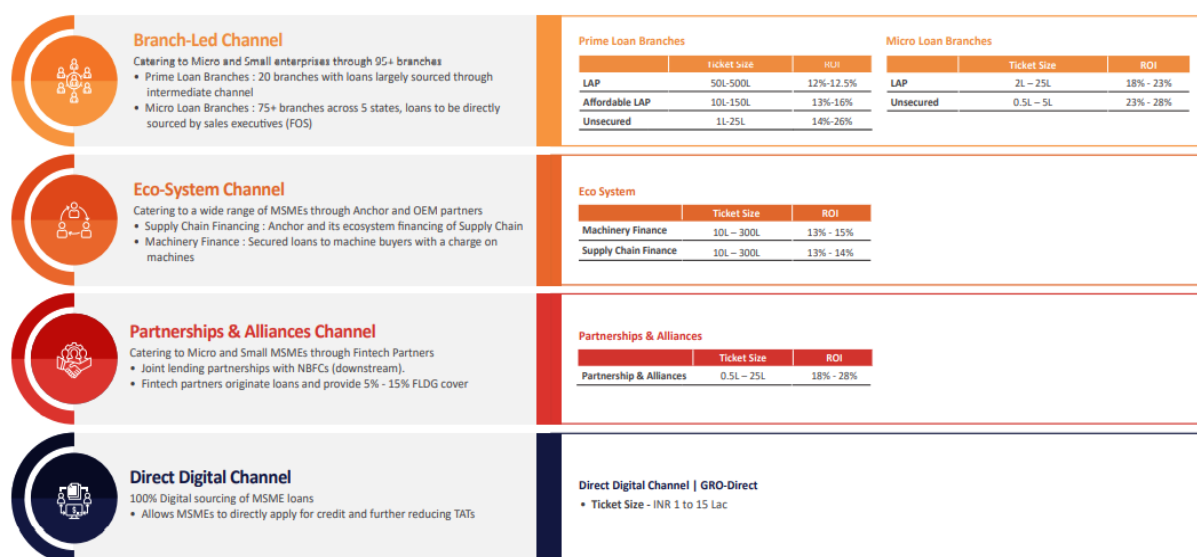 Branch-Led Channel
Catering to Micro and Small enterprises through 95+ branches
• Prime Loan Branches : 20 branches with loans largely sourced through
intermediate channel
• Micro Loan Branches : 75+ branches across 5 states, loans to be directly
sourced by sales executives (FOS)
Prime Loan Branches
Ticket Size ROI
LAP 50L-500L 12%-12.5%
Affordable LAP 10L-150L 13%-16%
Unsecured 1L-25L 14%-26%
Micro Loan Branches
Ticket Size ROI
LAP 2L – 25L 18% - 23%
Unsecured 0.5L – 5L 23% - 28%
Eco-System Channel
Catering to a wide range of MSMEs through Anchor and OEM partners
• Supply Chain Financing : Anchor and its ecosystem financing of Supply Chain
• Machinery Finance : Secured loans to machine buyers with a charge on
machines
Eco System
Ticket Size ROI
Machinery Finance 10L – 300L 13% - 15%
Supply Chain Finance 10L – 300L 13% - 14%
Partnerships & Alliances Channel
Catering to Micro and Small MSMEs through Fintech Partners
• Joint lending partnerships with NBFCs (downstream).
• Fintech partners originate loans and provide 5% - 15% FLDG cover
Partnerships & Alliances
Ticket Size ROI
Partnership & Alliances 0.5L – 25L 18% - 28%
Direct Digital Channel
100% Digital sourcing of MSME loans
• Allows MSMEs to directly apply for credit and further reducing TATs
Direct Digital Channel | GRO-Direct
• Ticket Size - INR 1 to 15 Lac